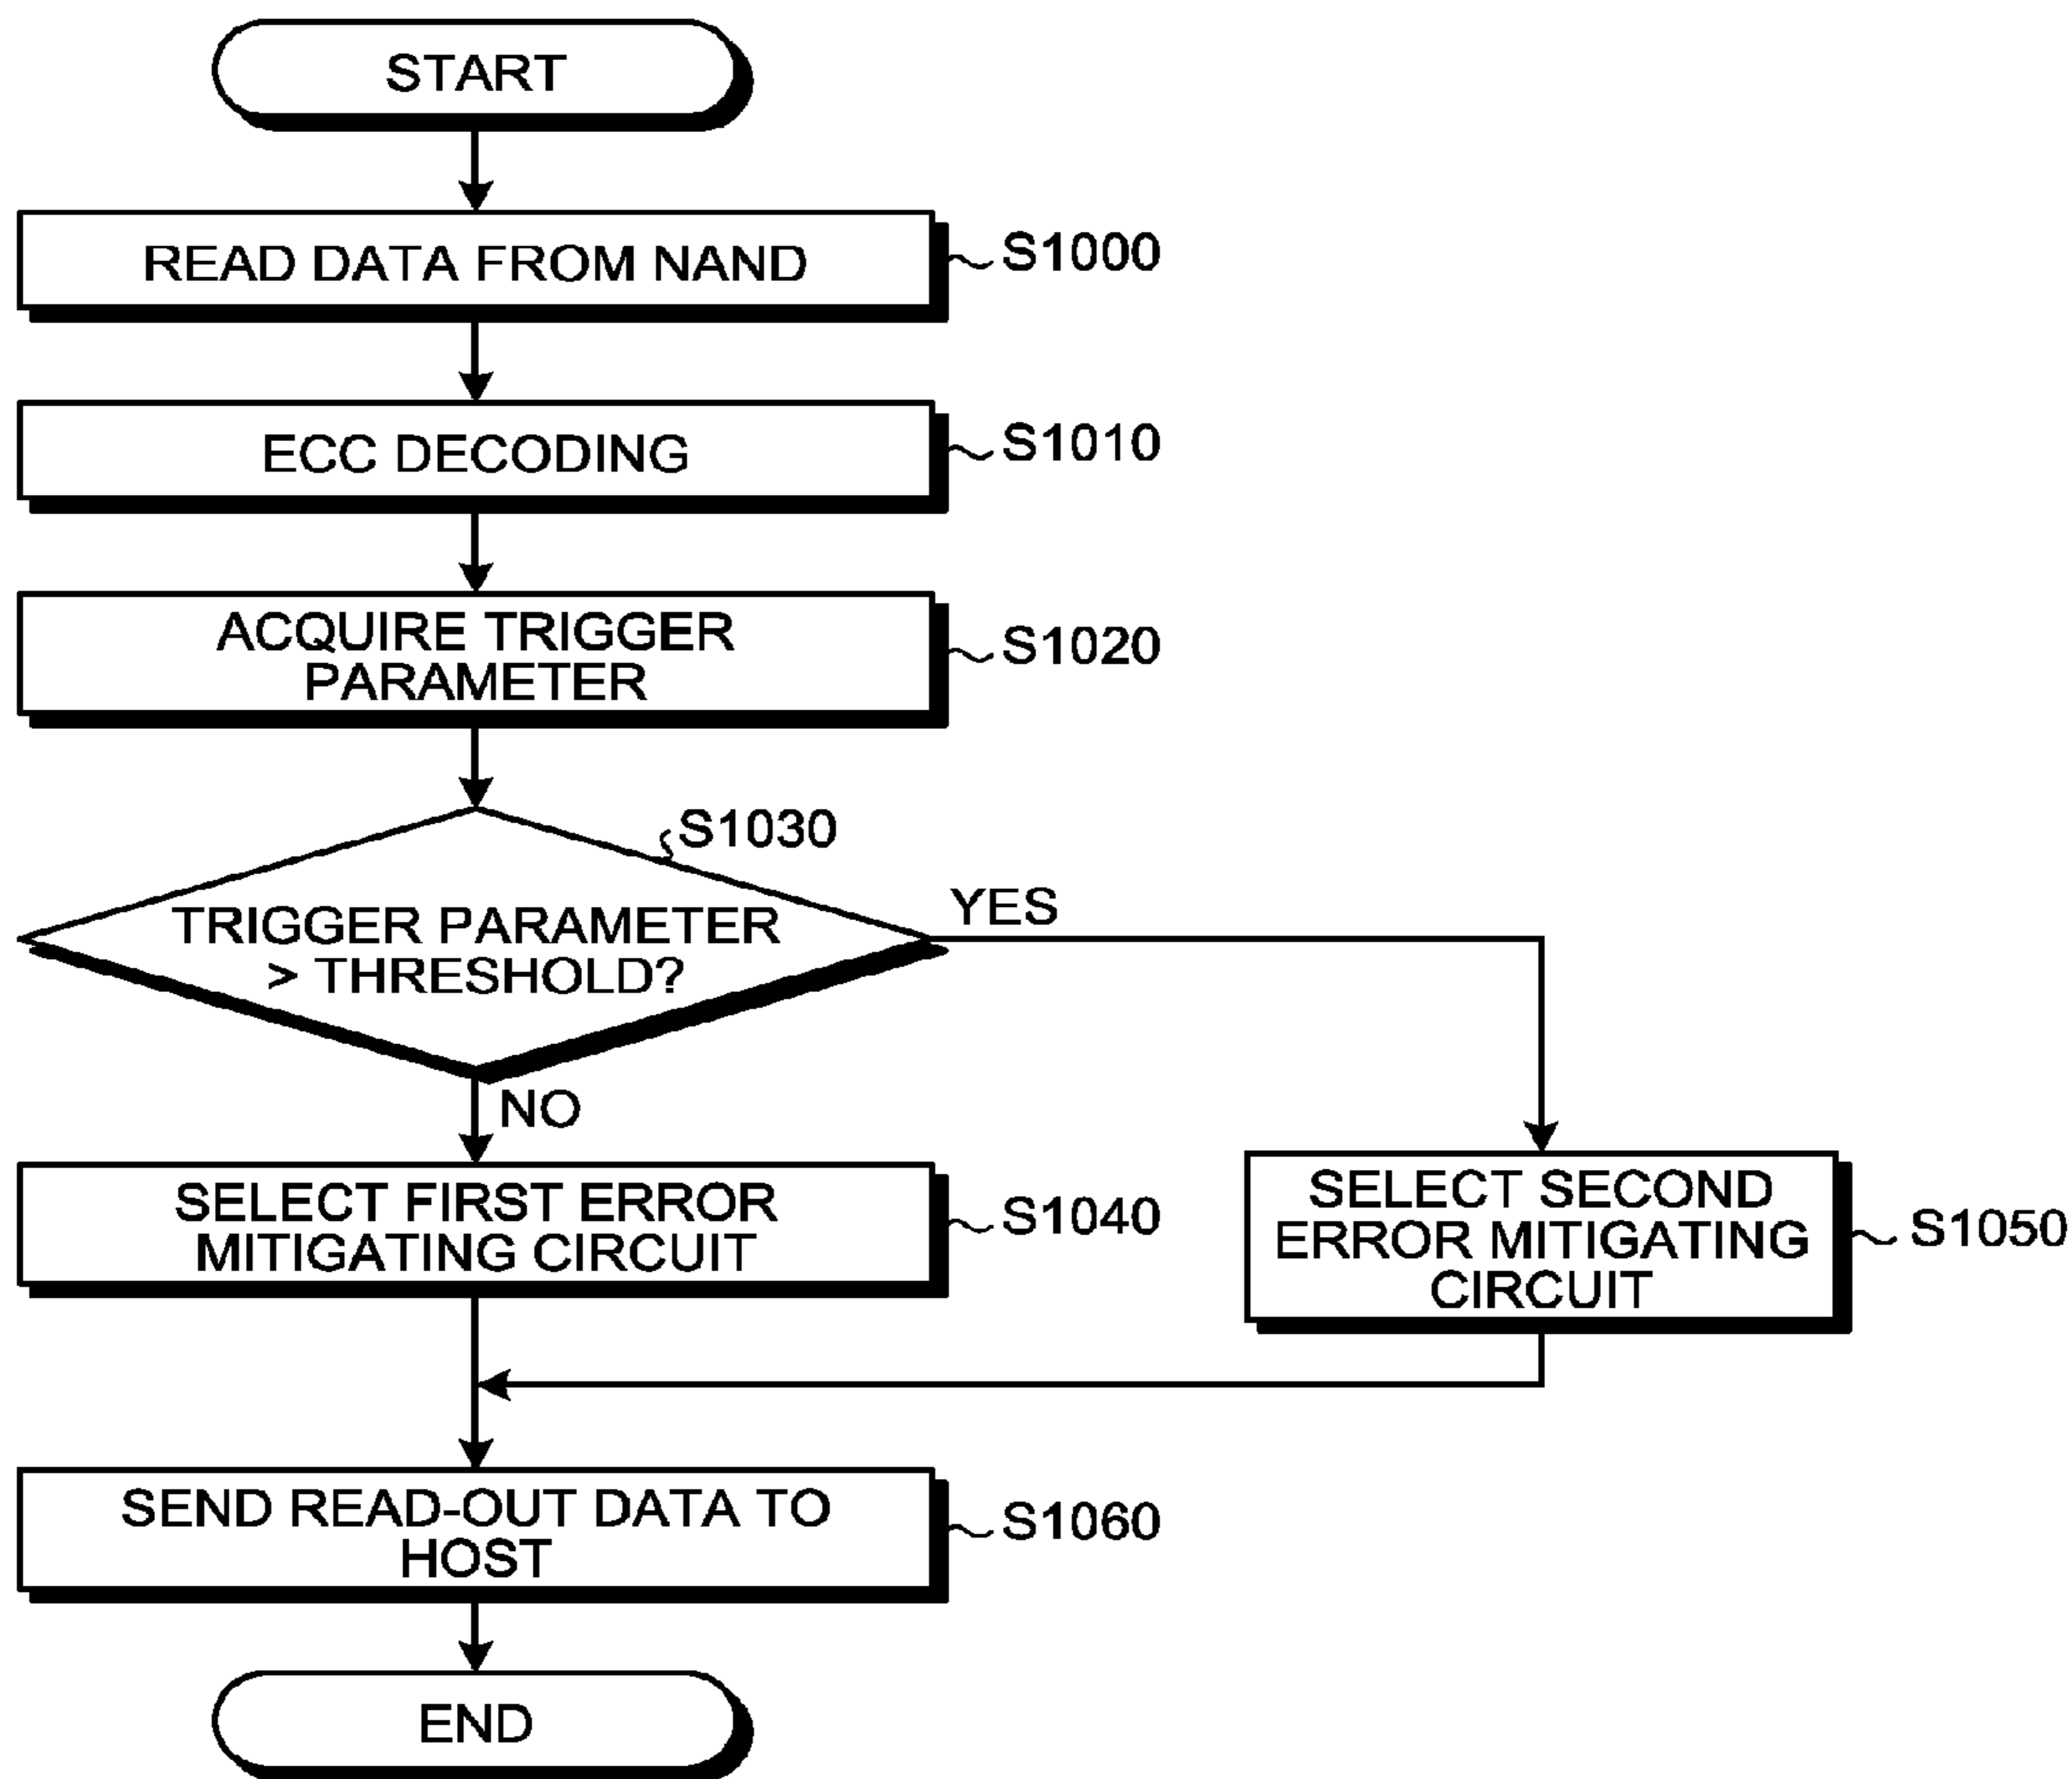 START
READ DATA FROM NAND
S1000
ECC DECODING
S1010
ACQUIRE TRIGGER
PARAMETER
S1020
S1030
TRIGGER PARAMETER
> THRESHOLD?
YES
NO
SELECT FIRST ERROR
MITIGATING CIRCUIT
S1040
SELECT SECOND
ERROR MITIGATING
CIRCUIT
S1050
SEND READ-OUT DATA TO
HOST
S1060
END